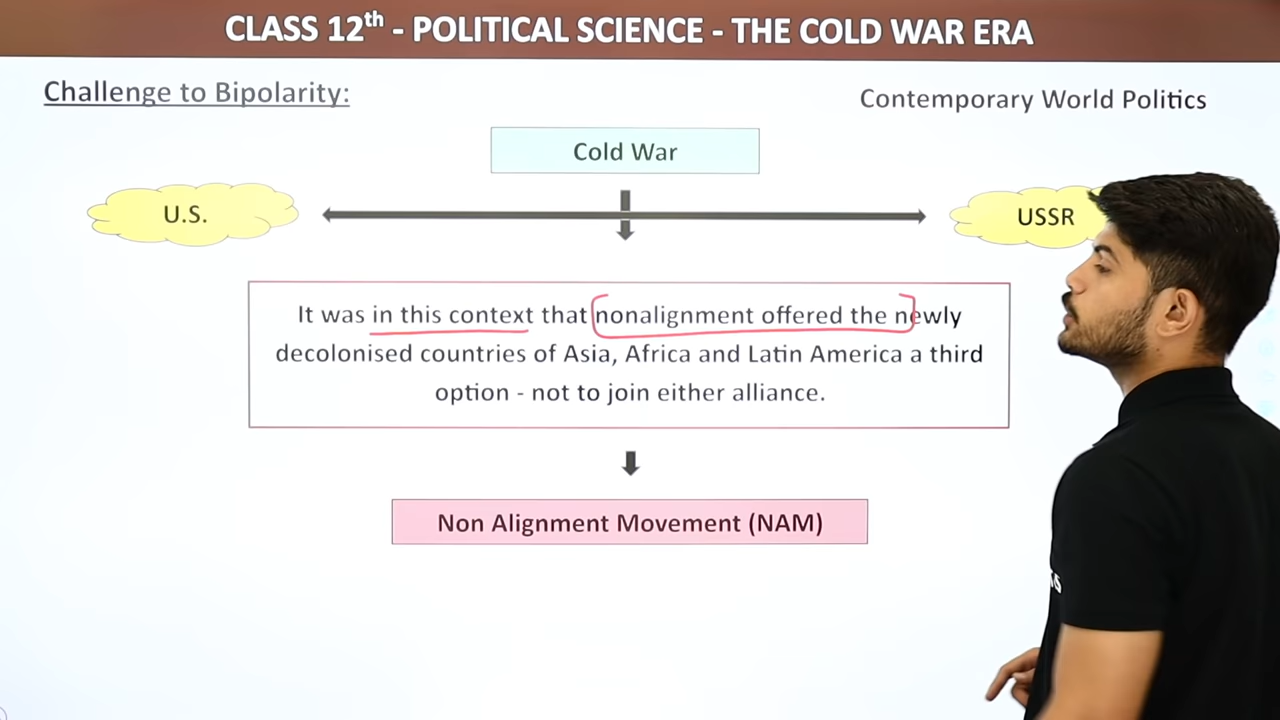 CLASS 12th - POLITICAL SCIENCE - THE COLD WAR ERA
Challenge to Bipolarity:
Contemporary World Politics
Cold War
U.S.
USSR
It was in this context that nonalignment offered the newly
decolonised countries of Asia, Africa and Latin America a third
option - not to join either alliance.
Non Alignment Movement (NAM)